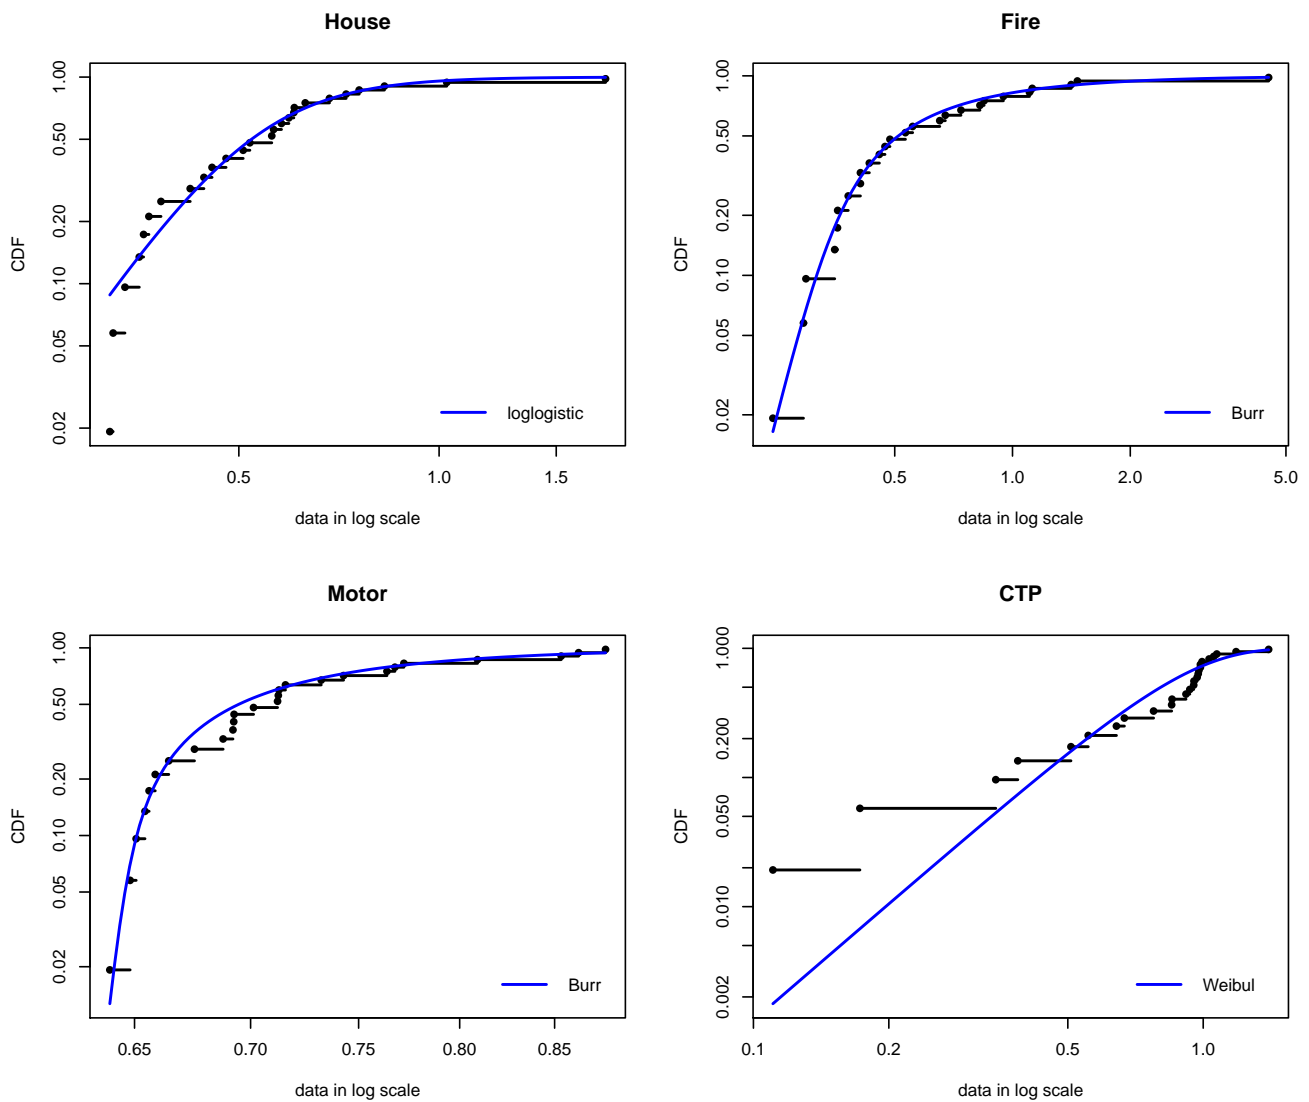 House
CDF
1.00
0.50
0.20
0.10
0.05
0.02
loglogistic
0.5 1.0 1.5
data in log scale
Fire
CDF
1.00
0.50
0.20
0.10
0.05
0.02
Burr
0.5 1.0 2.0 5.0
data in log scale
Motor
CDF
1.00
0.50
0.20
0.10
0.05
0.02
Burr
0.65 0.70 0.75 0.80 0.85
data in log scale
CTP
CDF
1.000
0.200
0.050
0.010
0.002
Weibul
0.1 0.2 0.5 1.0
data in log scale